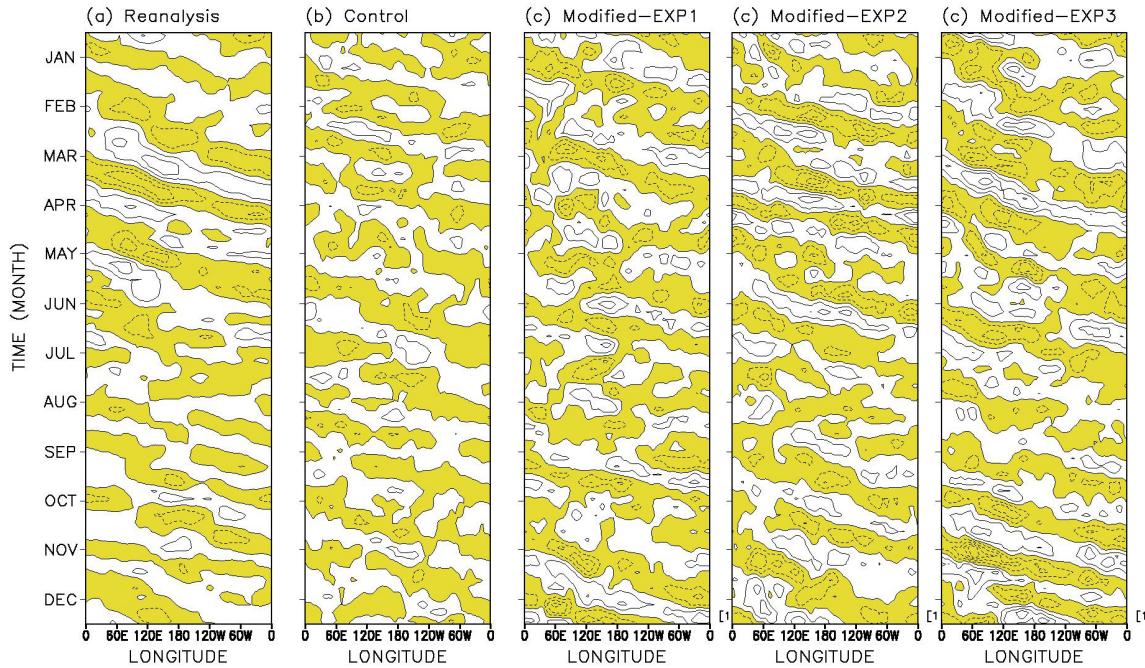 (a) Reanalysis
(b) Control
(c) Modified-EXP1
(c) Modified-EXP2
(c) Modified-EXP3
TIME (MONTH)
JAN
FEB
MAR
APR
MAY
JUN
JUL
AUG
SEP
OCT
NOV
DEC
[1
[1
0 60E 120E 180 120W 60W 0
0 60E 120E 180 120W 60W 0
0 60E 120E 180 120W 60W 0
0 60E 120E 180 120W 60W 0
0 60E 120E 180 120W 60W 0
LONGITUDE
LONGITUDE
LONGITUDE
LONGITUDE
LONGITUDE